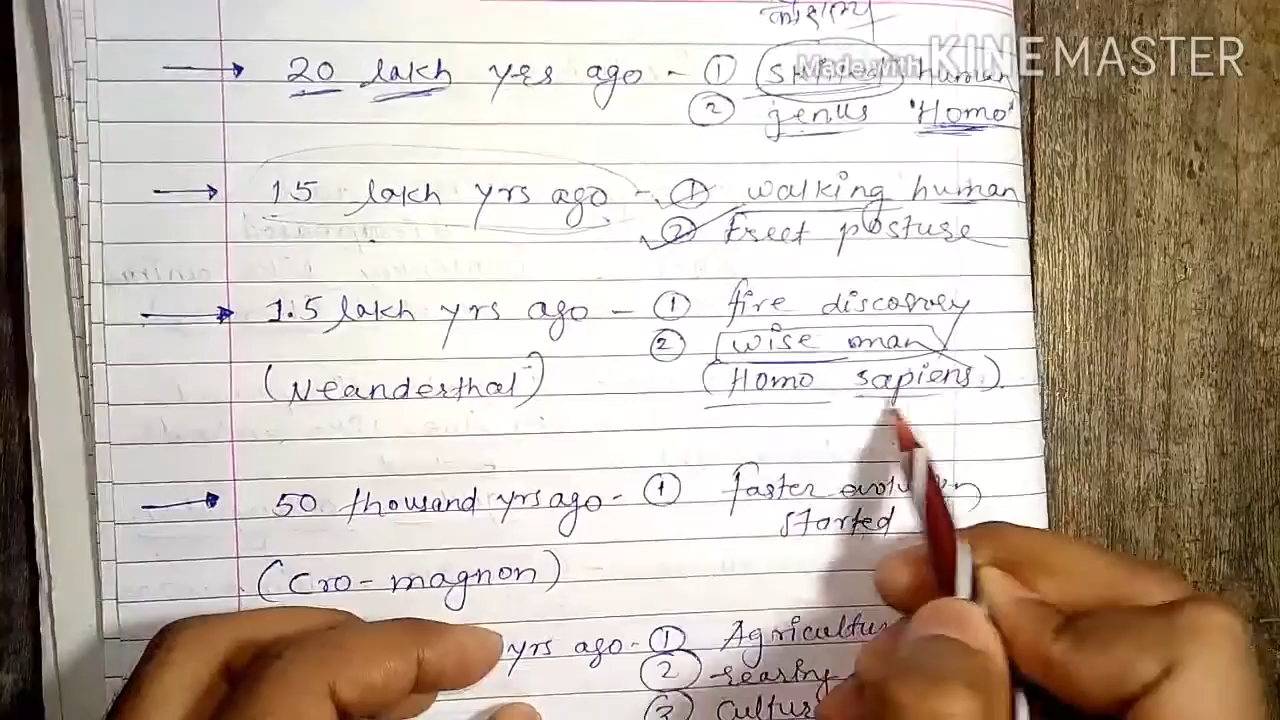 कौशल्य
→ 20 lakh yrs ago - ① Skilled human
② genus 'Homo'
→ 15 lakh yrs ago - ① walking human
② Erect posture
→ 1.5 lakh yrs ago - ① fire discovery
② wise man
(Neanderthal) (Homo sapiens)
→ 50 thousand yrs ago - ① faster evolution
started
(Cro-magnon)
yrs ago - ① Agricultu
② rearing
③ cultur
Made with KINEMASTER